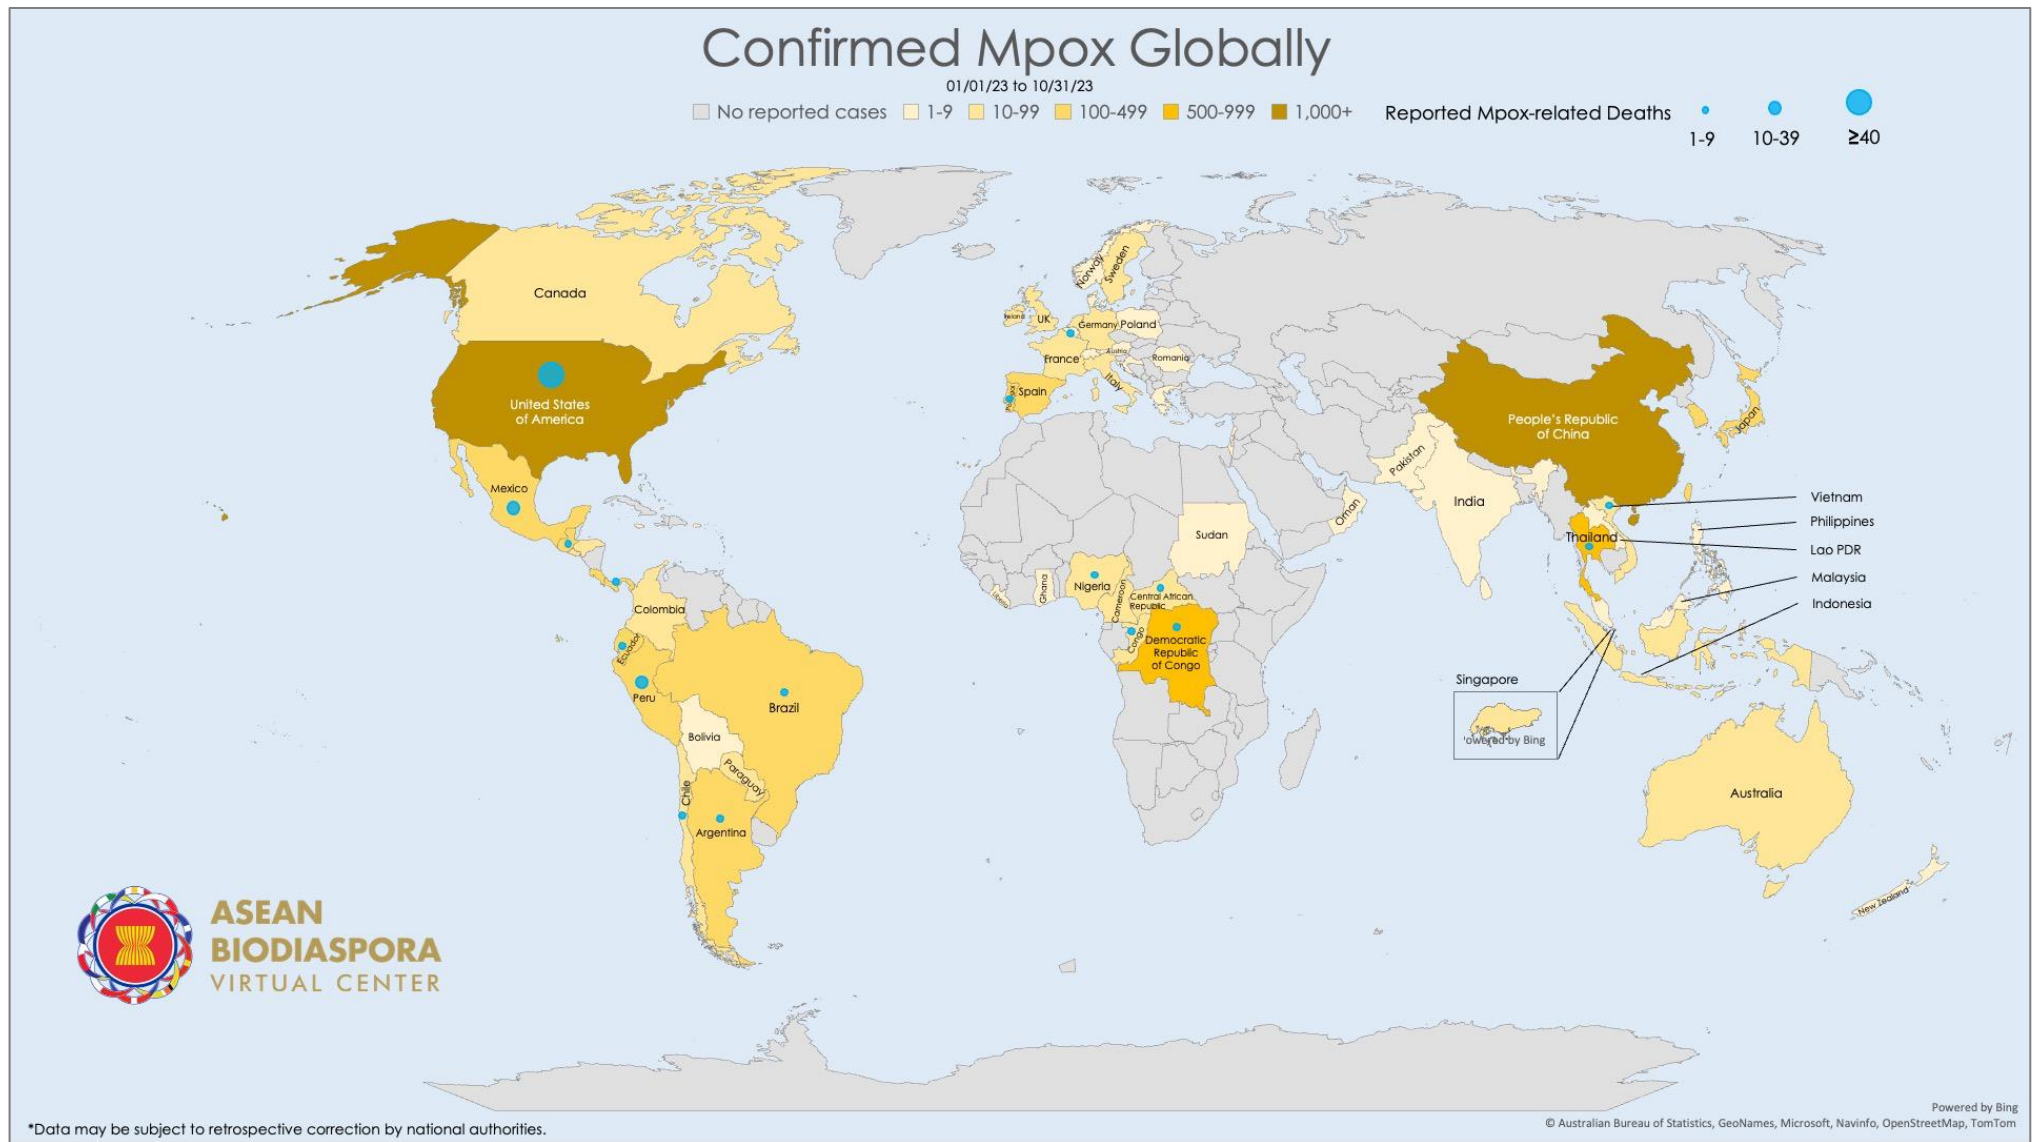 Confirmed Mpox Globally
01/01/23 to 10/31/23
No reported cases 1-9 10-99 100-499 500-999 1,000+ Reported Mpox-related Deaths
1-9 10-39 ≥40
Canada
United States
of America
Mexico
Colombia
Ecuador
Peru
Brazil
Bolivia
Paraguay
Chile
Argentina
Norway
Sweden
Ireland
UK
Germany
Poland
France
Austria
Romania
Italy
Spain
Sudan
Liberia
Ghana
Nigeria
Cameroon
Central African
Republic
Congo
Democratic
Republic
of Congo
Oman
Pakistan
India
People's Republic
of China
Japan
Thailand
Vietnam
Philippines
Lao PDR
Malaysia
Indonesia
Singapore
owered by Bing
Australia
New Zealand
ASEAN
BIODIASPORA
VIRTUAL CENTER
*Data may be subject to retrospective correction by national authorities.
Powered by Bing
© Australian Bureau of Statistics, GeoNames, Microsoft, Navinfo, OpenStreetMap, TomTom